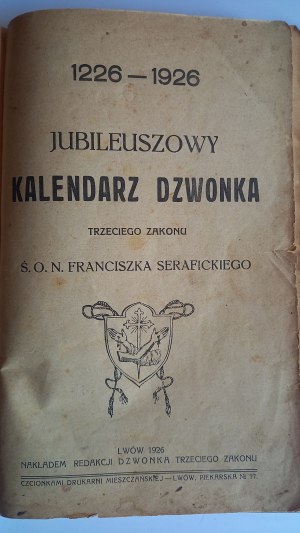 1226 — 1926
JUBILEUSZOWY
KALENDARZ DZWONKA
TRZECIEGO ZAKONU
Ś. O. N. FRANCISZKA SERAFICKIEGO
LWÓW 1926
NAKŁADEM REDAKCJI DZWONKA TRZECIEGO ZAKONU
CZCIONKAMI DRUKARNI MIESZCZAŃSKIEJ — LWÓW, PIEKARSKA №